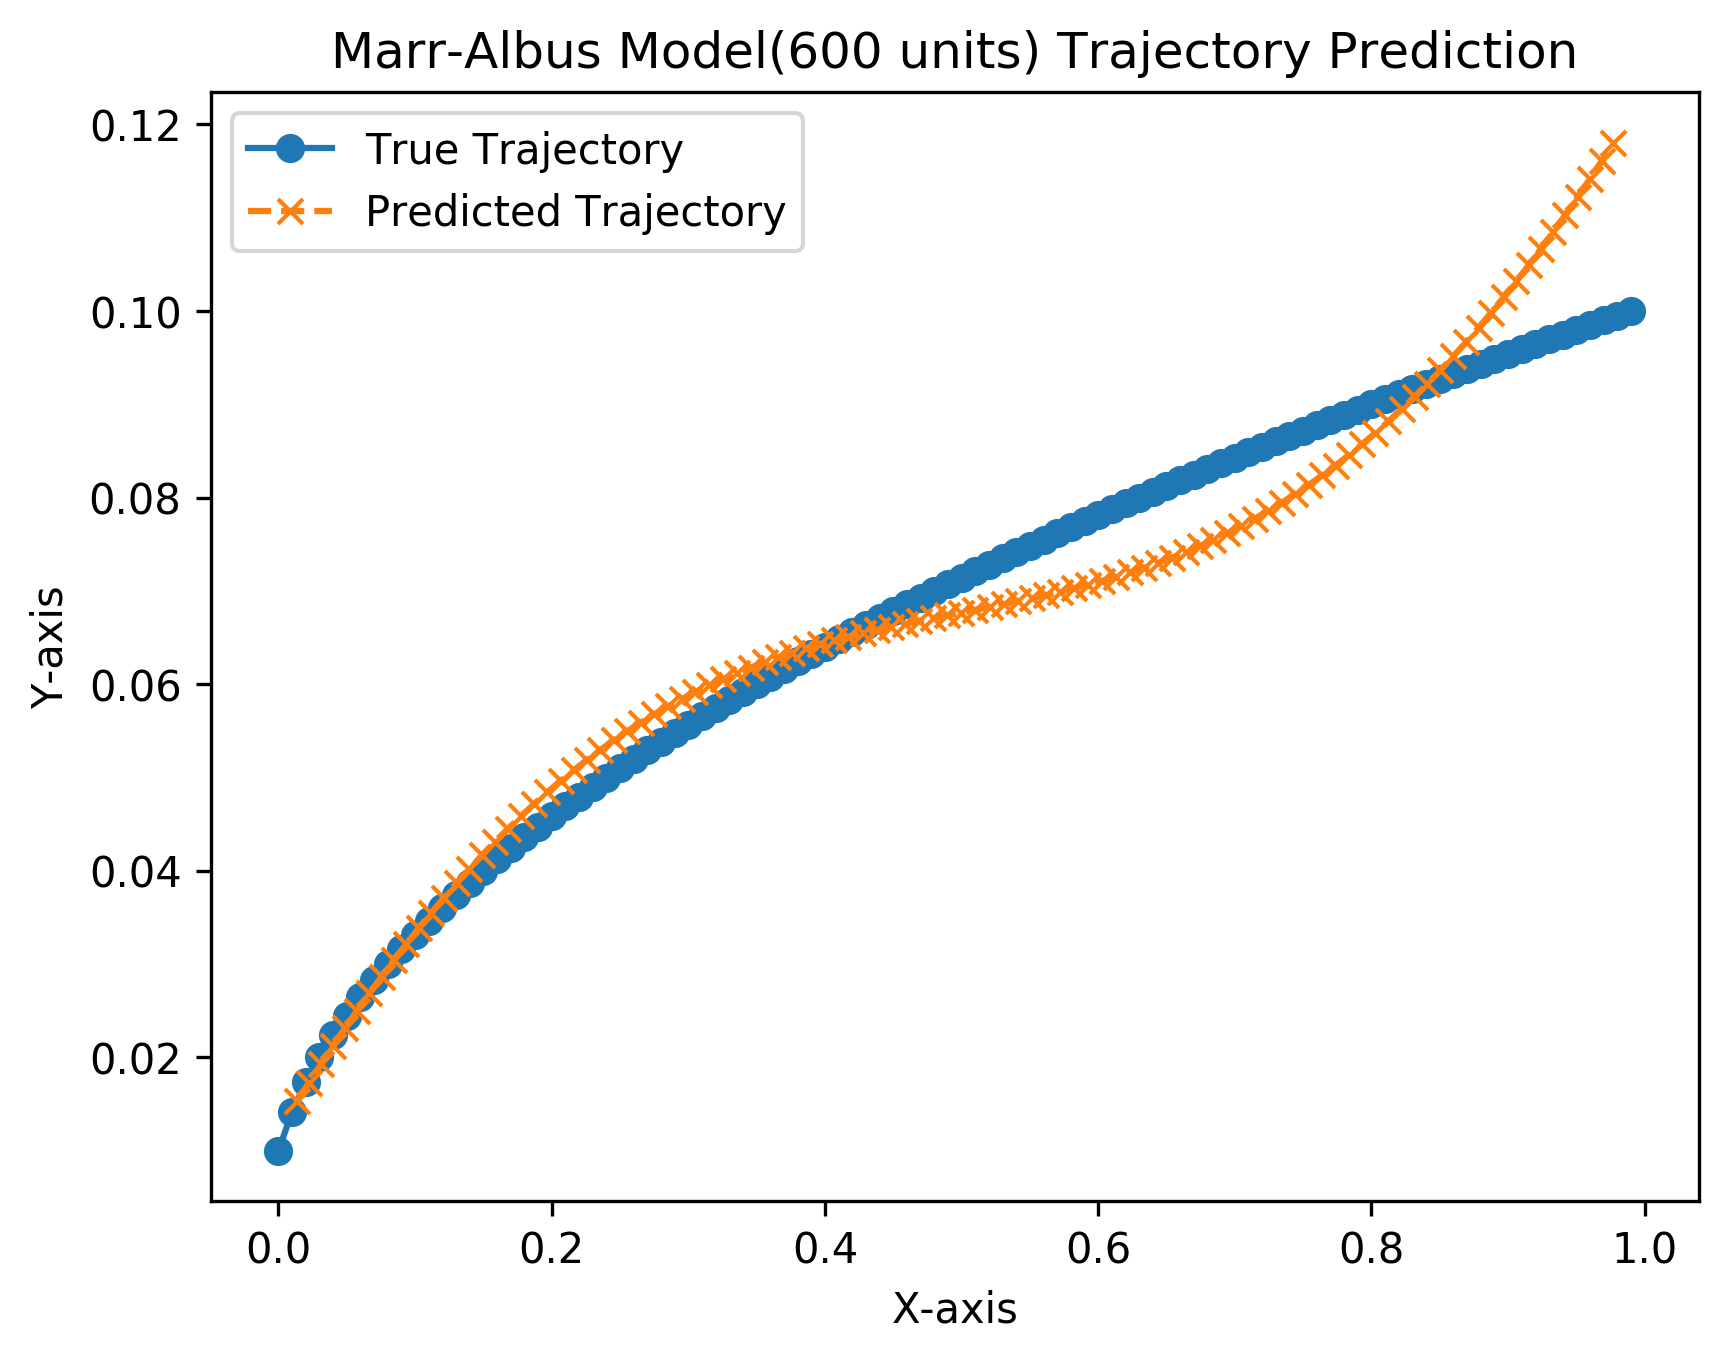 Marr-Albus Model(600 units) Trajectory Prediction
True Trajectory
Predicted Trajectory
0.12
0.10
0.08
0.06
0.04
0.02
Y-axis
0.0 0.2 0.4 0.6 0.8 1.0
X-axis